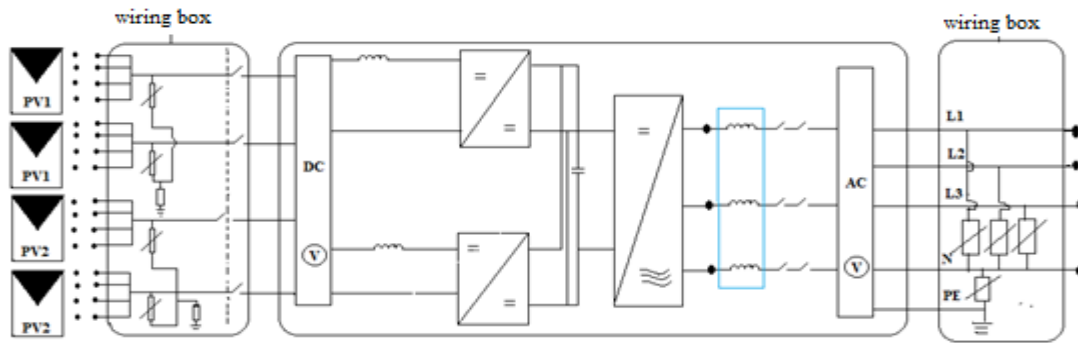 wiring box
wiring box
PV1
PV1
PV2
PV2
DC
V
AC
V
L1
L2
L3
N
PE